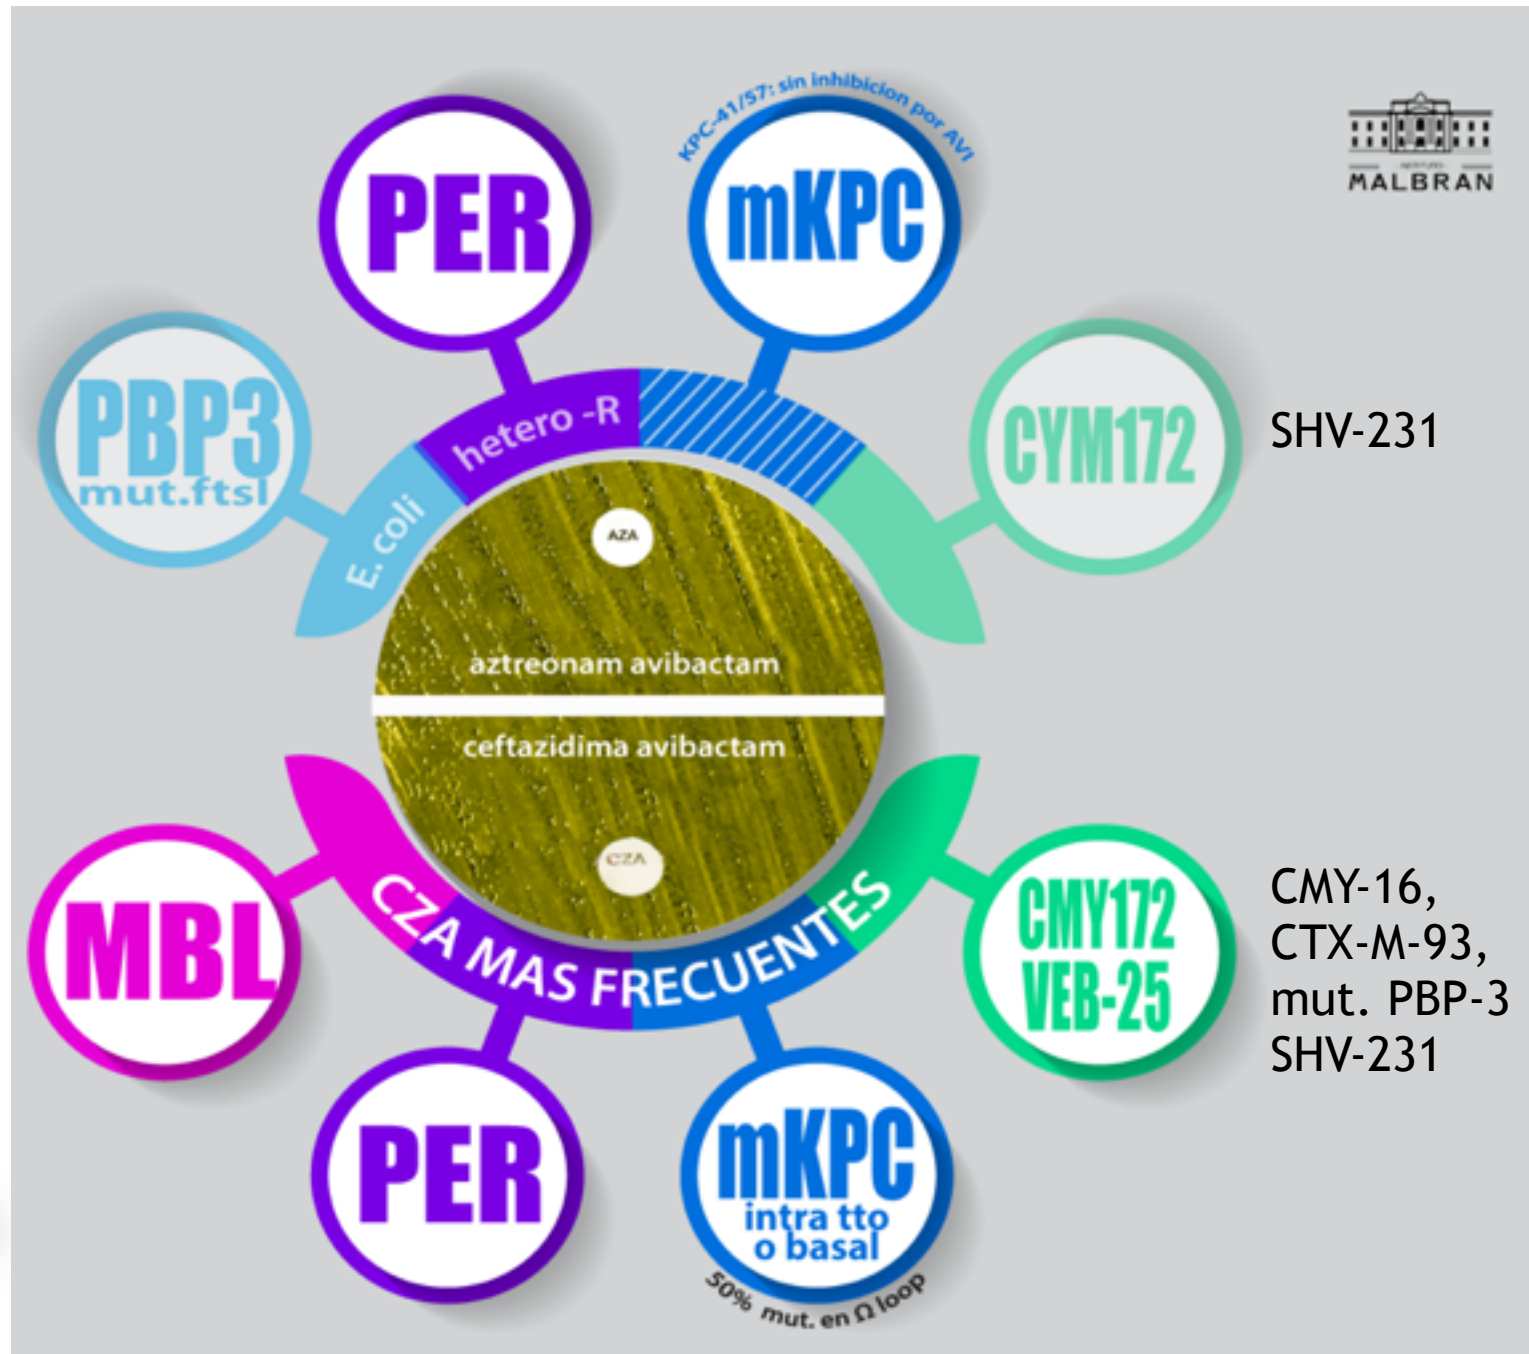 KPC-41/57: sin inhibicion por AVI
PER
mKPC
MALBRAN
PBP3
mut.ftsI
hetero -R
E. coli
CYM172
SHV-231
AZA
aztreonam avibactam
ceftazidima avibactam
CZA
CZA MAS FRECUENTES
MBL
CMY172
VEB-25
CMY-16,
CTX-M-93,
mut. PBP-3
SHV-231
PER
mKPC
intra tto
o basal
50% mut. en Ω loop